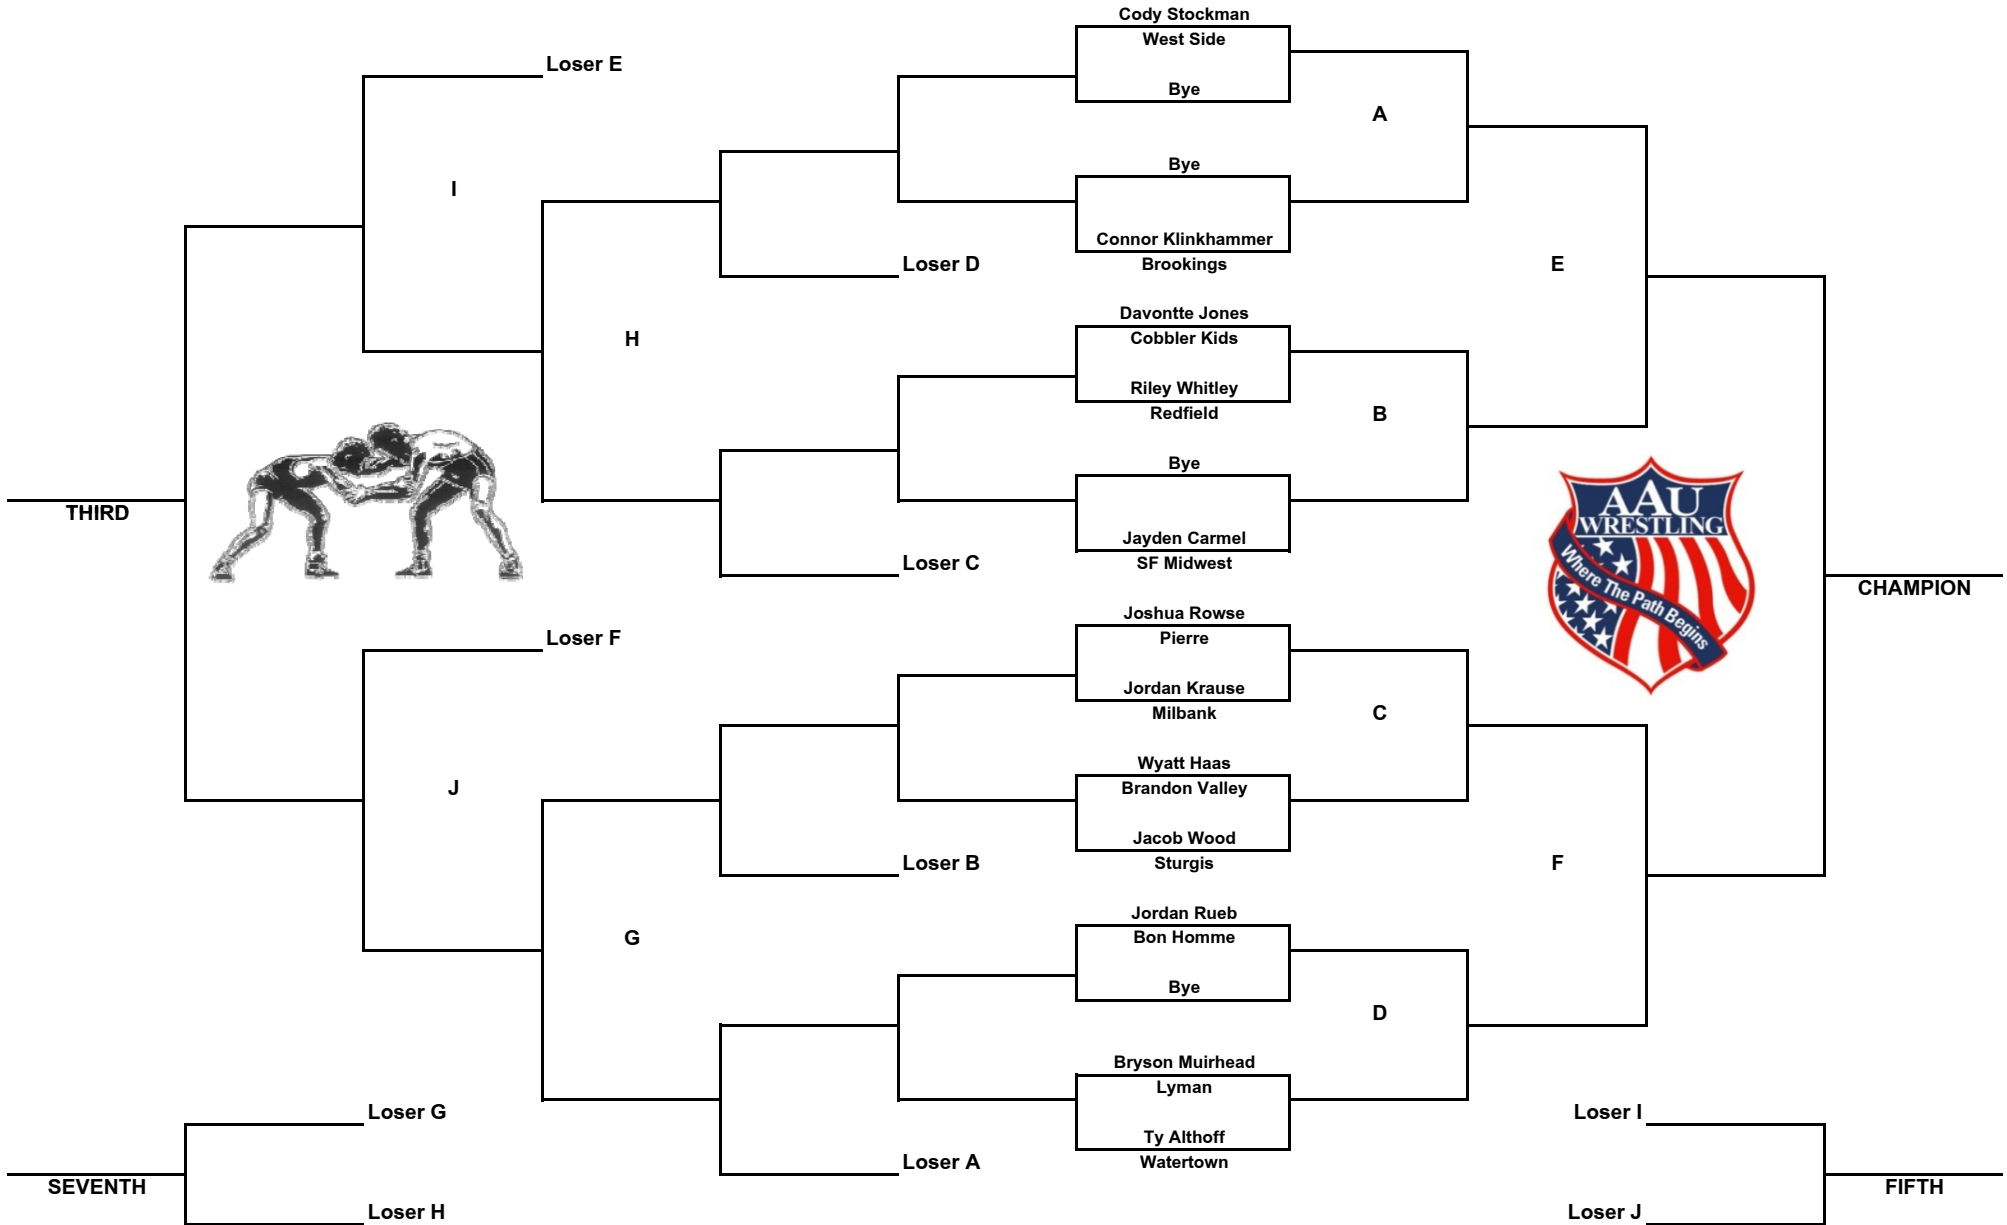 Cody Stockman
West Side
Loser E
Bye
A
Bye
I
Connor Klinkhammer
Loser D
Brookings
E
Davontte Jones
H
Cobbler Kids
Riley Whitley
Redfield
B
Bye
AAU
WRESTLING
THIRD
Jayden Carmel
Where The Path Begins
Loser C
SF Midwest
CHAMPION
Joshua Rowse
Loser F
Pierre
Jordan Krause
Milbank
C
Wyatt Haas
J
Brandon Valley
Jacob Wood
Loser B
Sturgis
F
Jordan Rueb
G
Bon Homme
Bye
D
Bryson Muirhead
Lyman
Loser G
Loser I
Ty Althoff
Loser A
Watertown
SEVENTH
FIFTH
Loser H
Loser J